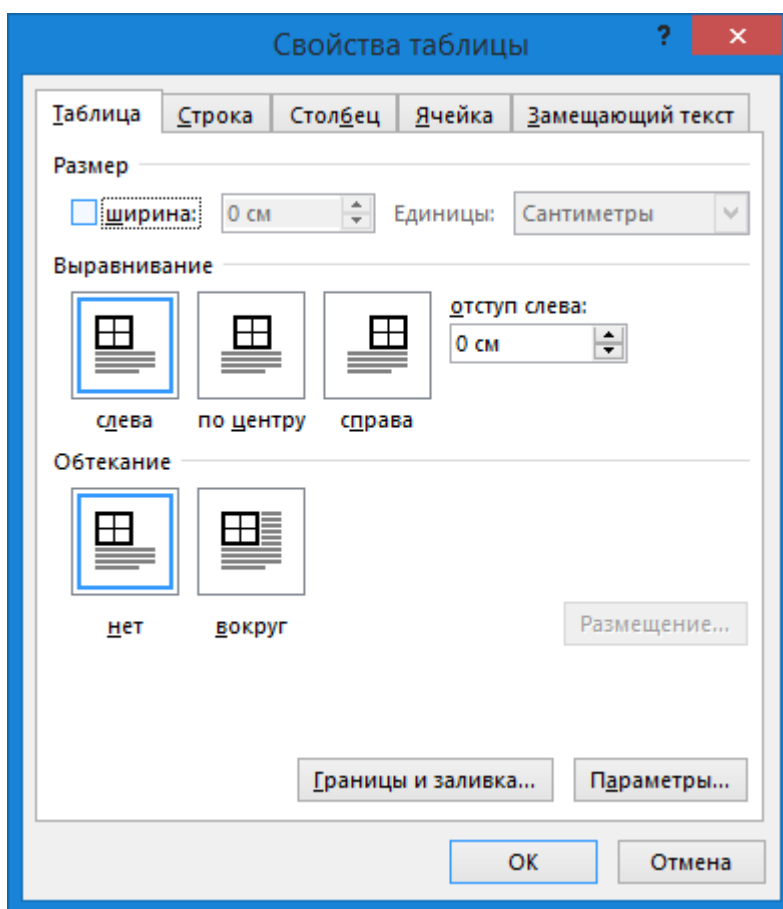 Свойства таблицы ?
Таблица Строка Столбец Ячейка Замещающий текст
Размер
ширина: 0 см Единицы: Сантиметры
Выравнивание
отступ слева:
0 см
слева по центру справа
Обтекание
нет вокруг
Размещение...
Границы и заливка... Параметры...
ОК Отмена